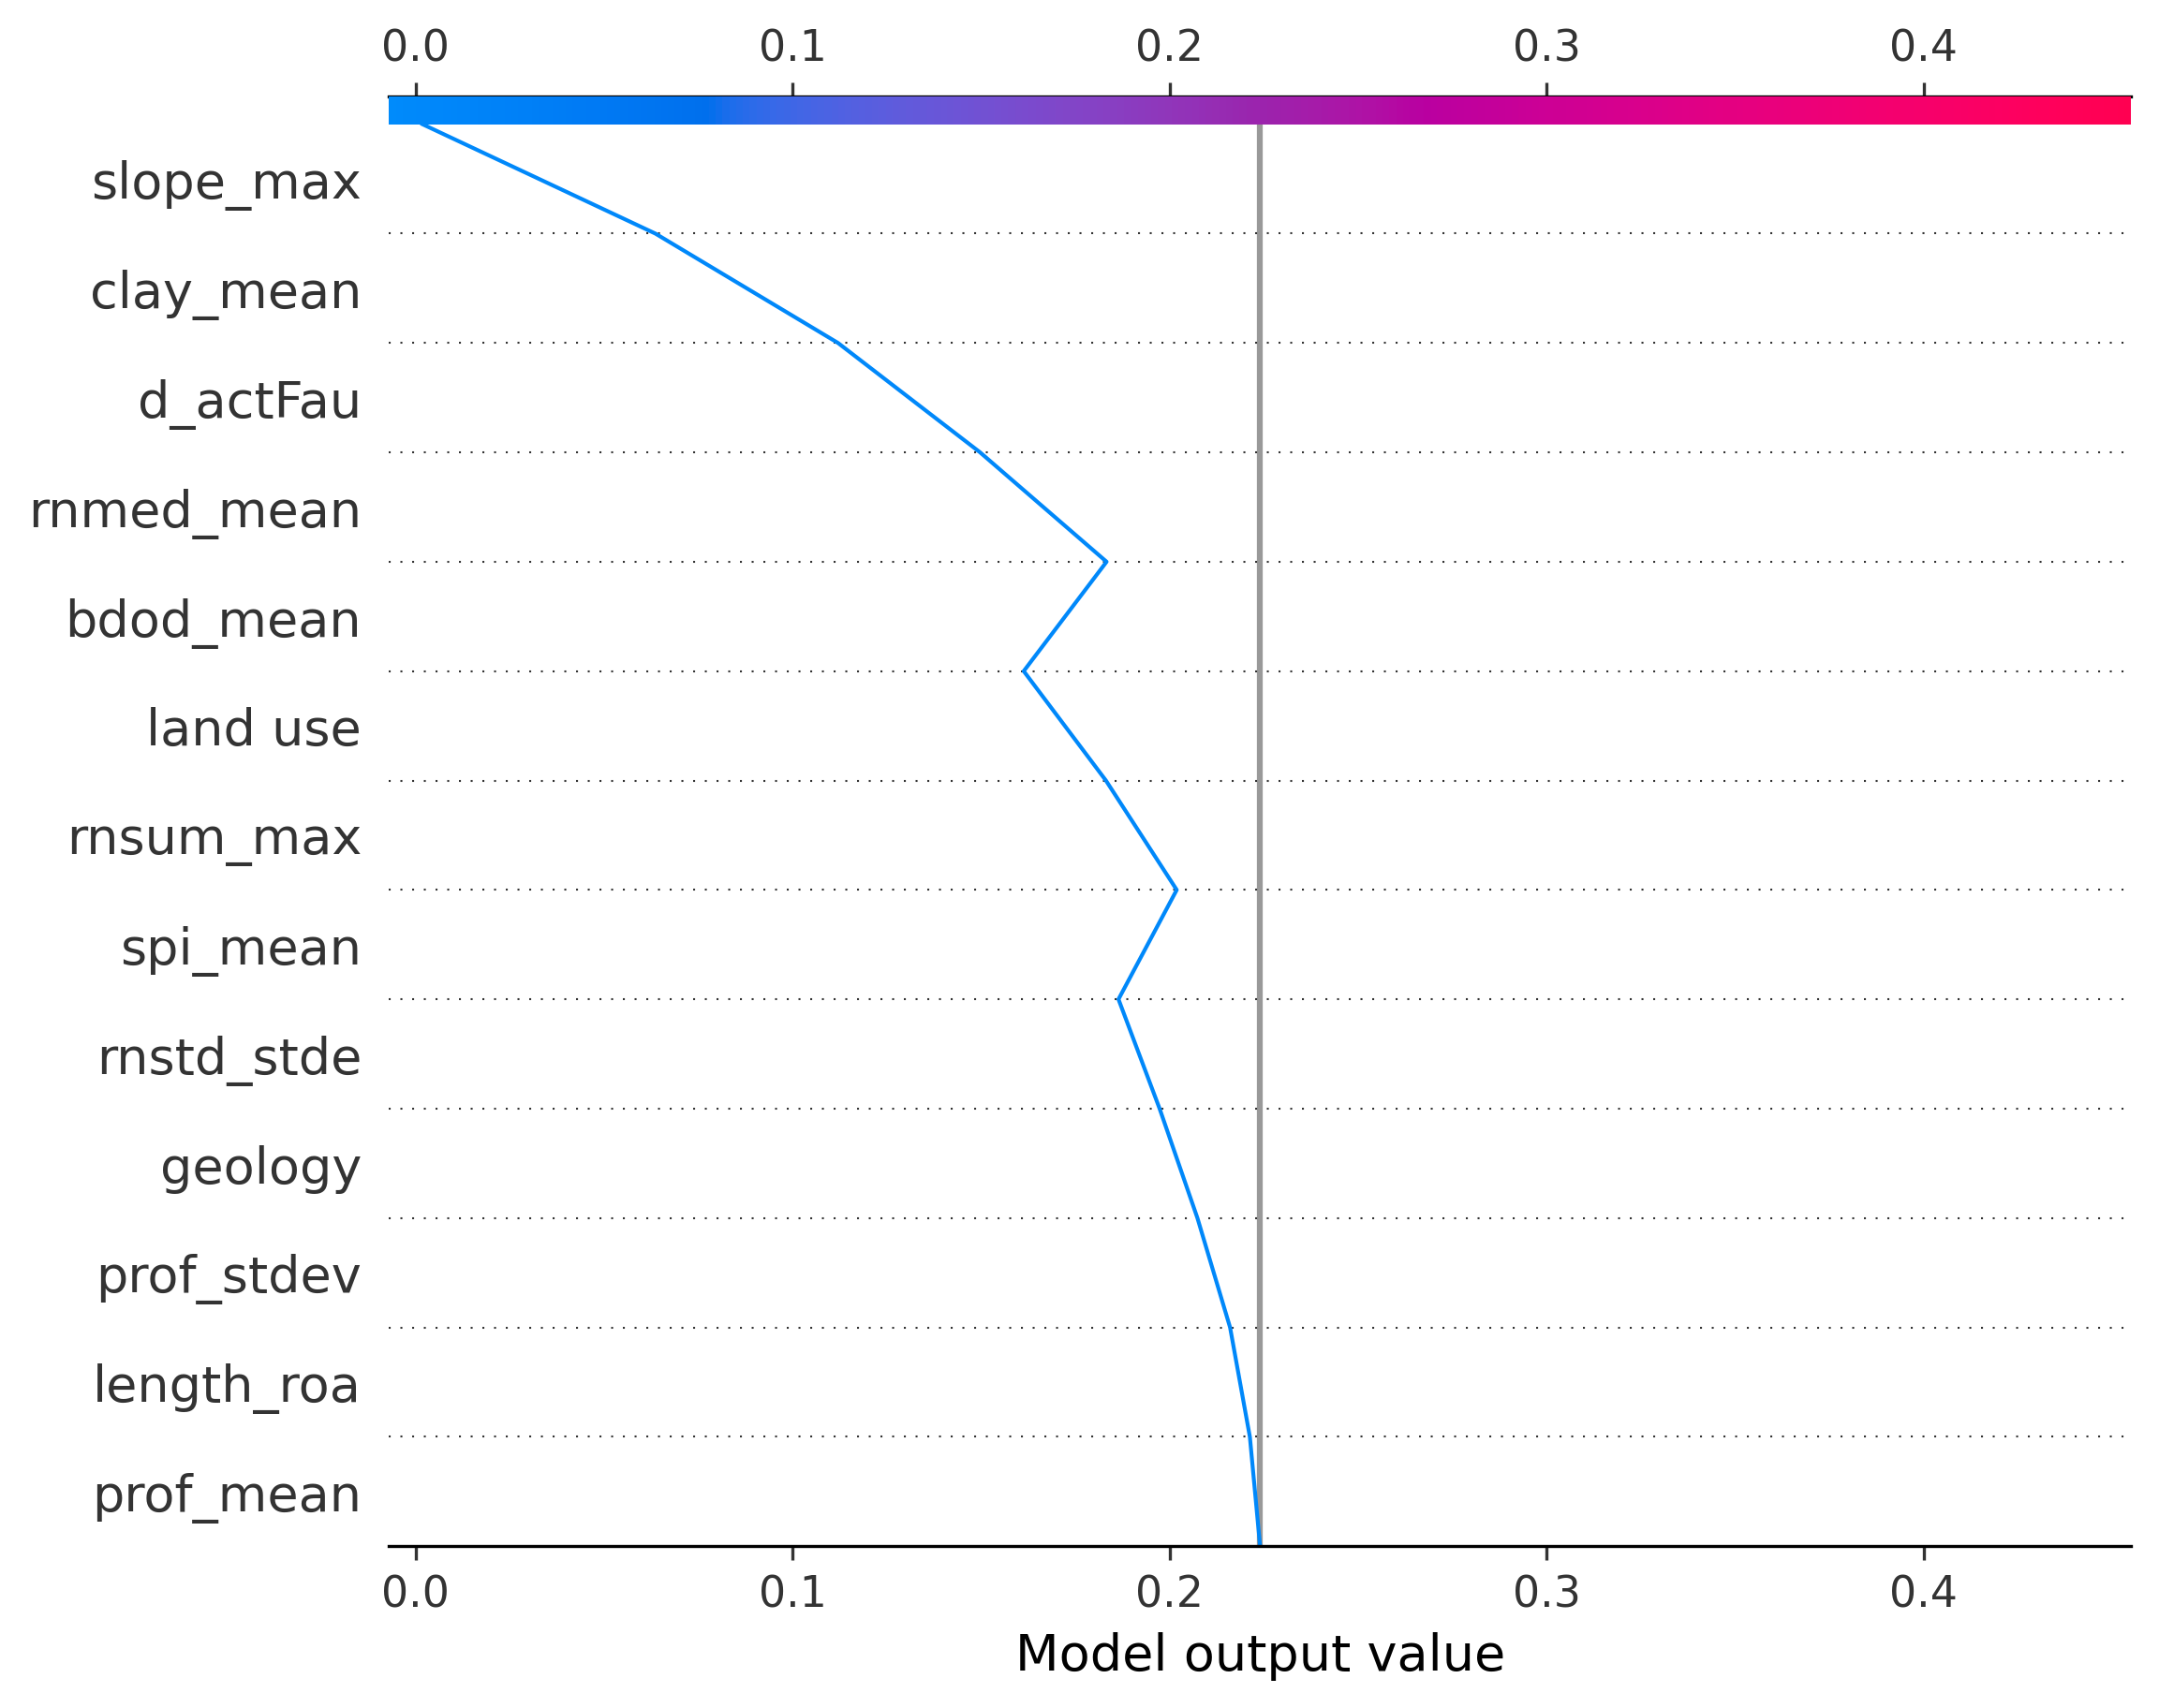 0.0 0.1 0.2 0.3 0.4
slope_max
clay_mean
d_actFau
rnmed_mean
bdod_mean
land use
rnsum_max
spi_mean
rnstd_stde
geology
prof_stdev
length_roa
prof_mean
0.0 0.1 0.2 0.3 0.4
Model output value